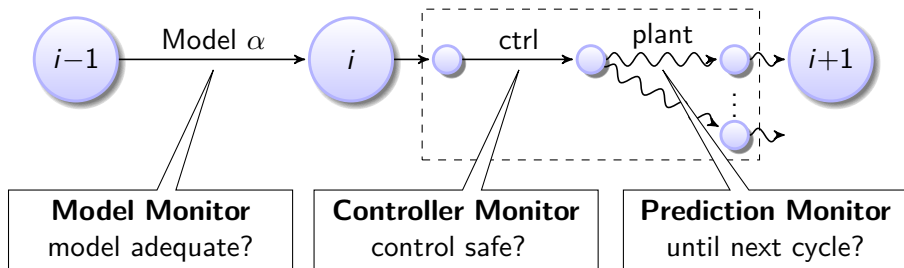 i−1
Model α
i
ctrl
plant
i+1
⋮
Model Monitor
model adequate?
Controller Monitor
control safe?
Prediction Monitor
until next cycle?